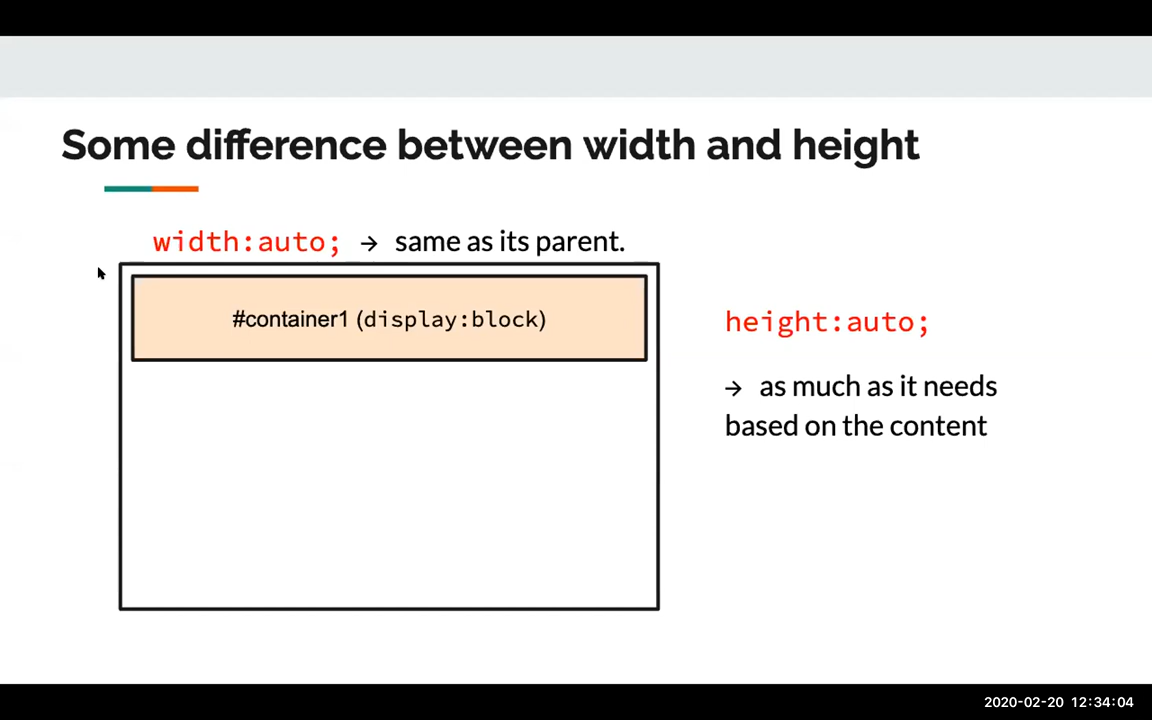 Some difference between width and height
width:auto; → same as its parent.
#container1 (display:block)
height:auto;
→ as much as it needs
based on the content
2020-02-20 12:34:04